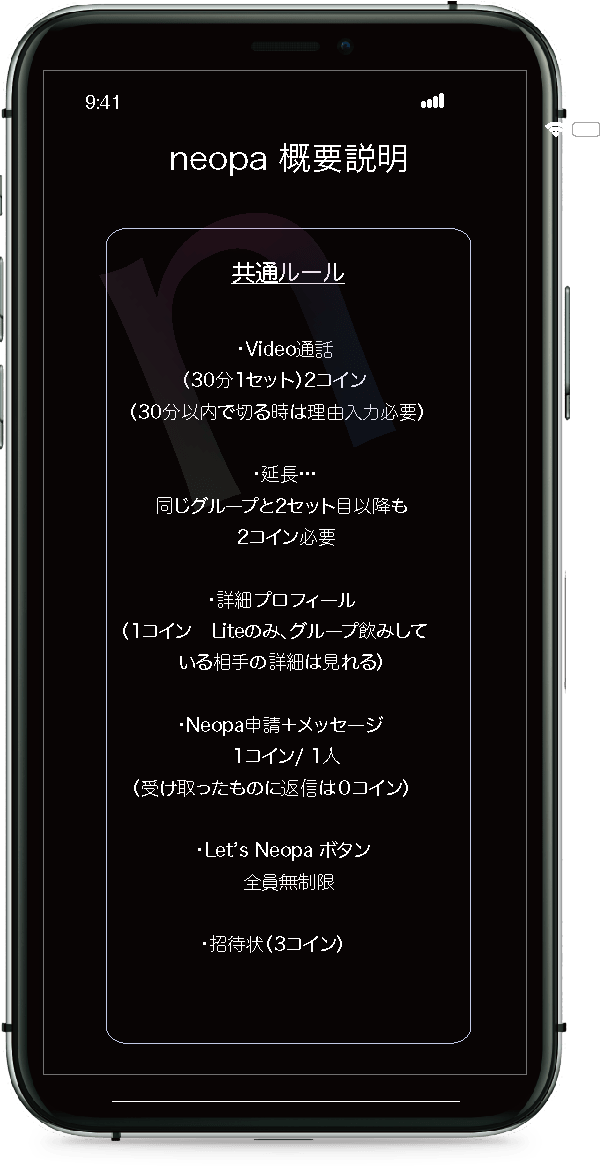 9:41
neopa 概要説明
共通ルール
・Video通話
(30分1セット)2コイン
(30分以内で切る時は理由入力必要)
・延長…
同じグループと2セット目以降も
2コイン必要
・詳細プロフィール
(1コイン　Liteのみ、グループ飲みして
いる相手の詳細は見れる)
・Neopa申請＋メッセージ
1コイン/ 1人
(受け取ったものに返信は0コイン)
・Let's Neopa ボタン
全員無制限
・招待状(3コイン)